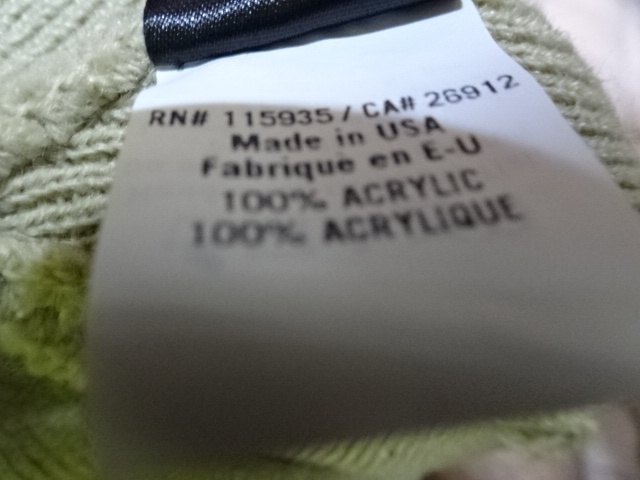 RN# 115935 / CA# 26912
Made in USA
Fabrique en E-U
100% ACRYLIC
100% ACRYLIQUE